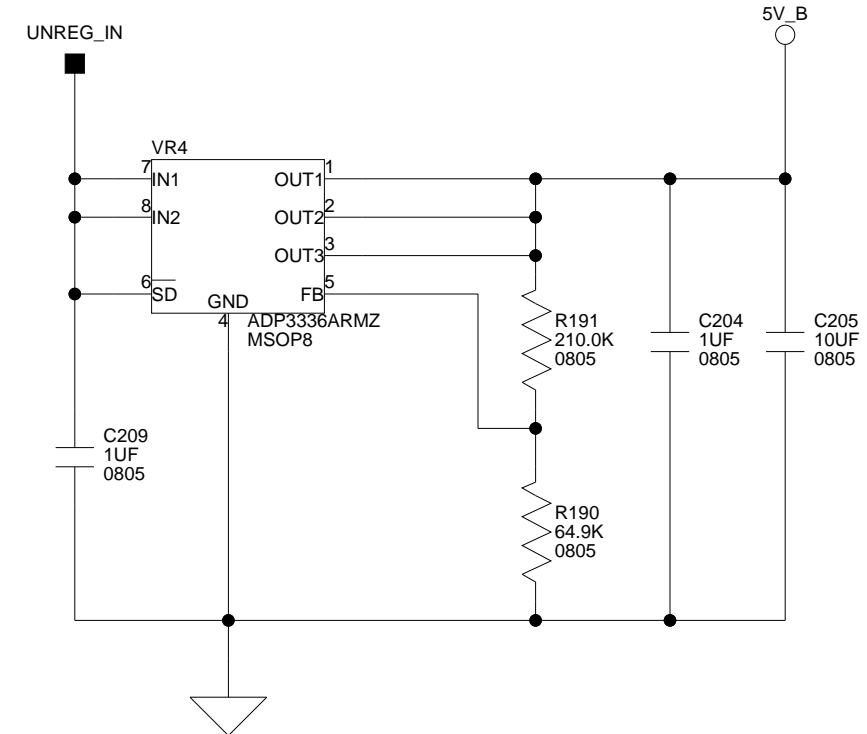 5V_B
UNREG_IN
VR4
7
IN1
OUT1
1
8
IN2
OUT2
2
OUT3
3
6
SD
GND
FB
5
4
ADP3336ARMZ
MSOP8
R191
210.0K
0805
C204
1UF
0805
C205
10UF
0805
C209
1UF
0805
R190
64.9K
0805